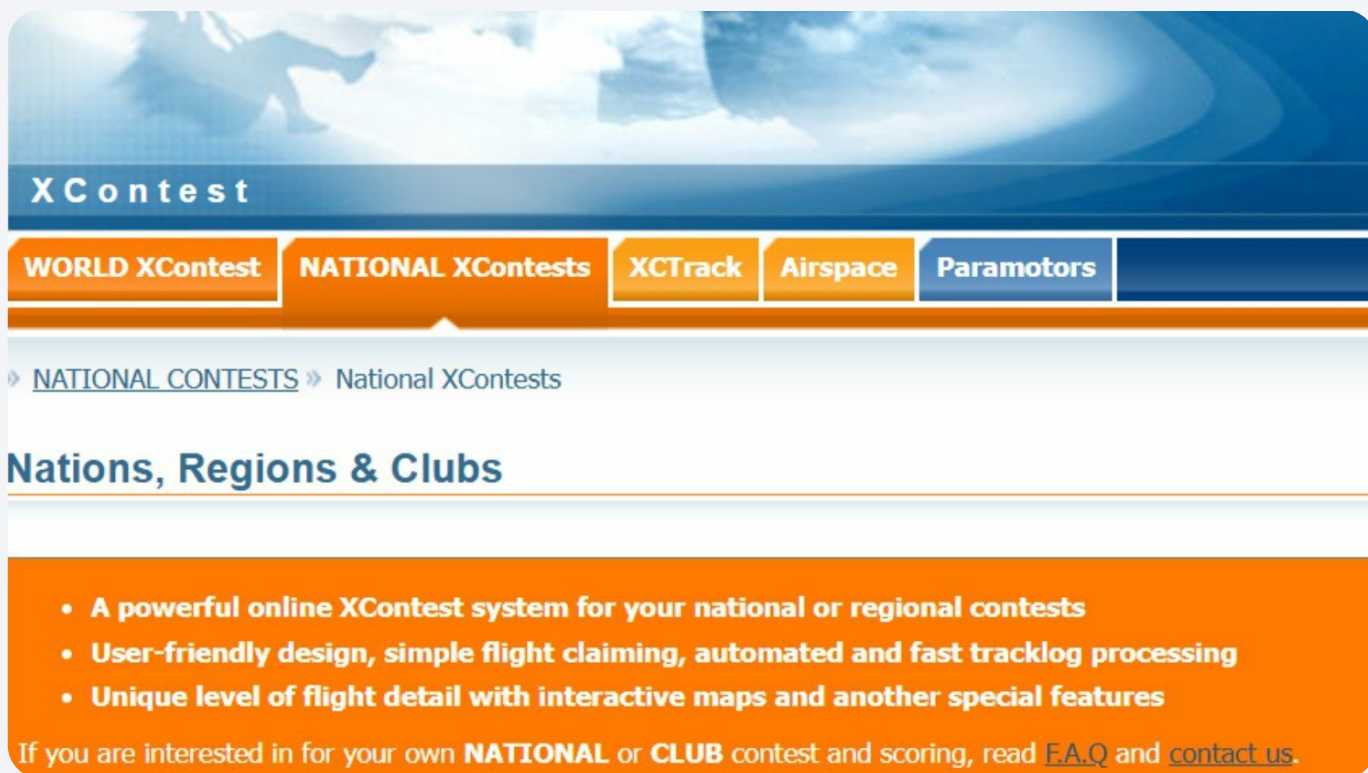 XContest
WORLD XContest NATIONAL XContests XCTrack Airspace Paramotors
» NATIONAL CONTESTS » National XContests
Nations, Regions & Clubs
• A powerful online XContest system for your national or regional contests
• User-friendly design, simple flight claiming, automated and fast tracklog processing
• Unique level of flight detail with interactive maps and another special features
If you are interested in for your own NATIONAL or CLUB contest and scoring, read F.A.Q and contact us.